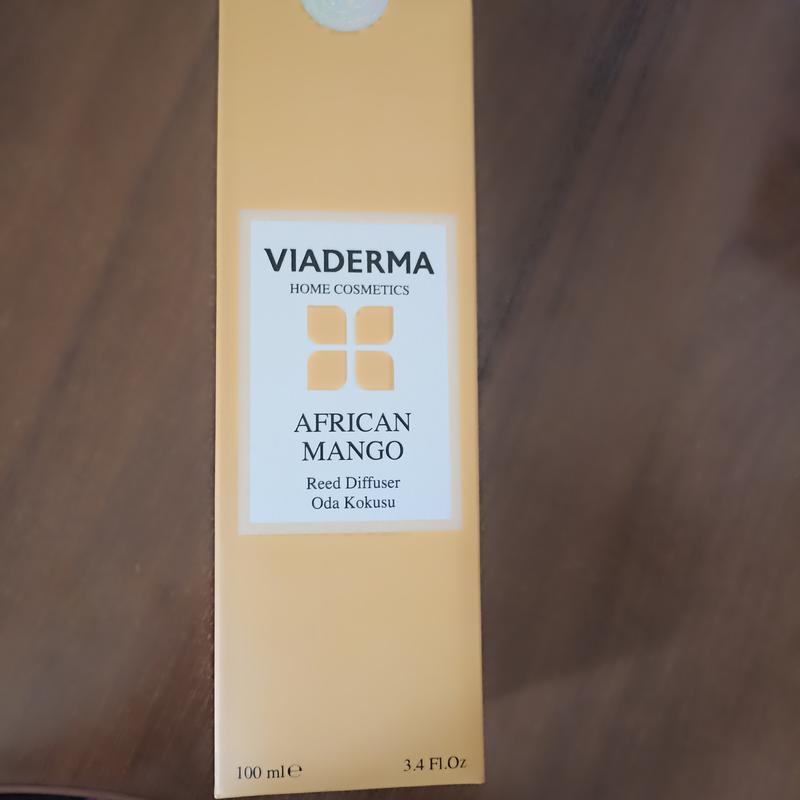 VIADERMA
HOME COSMETICS
AFRICAN
MANGO
Reed Diffuser
Oda Kokusu
100 ml℮ 3.4 Fl.Oz